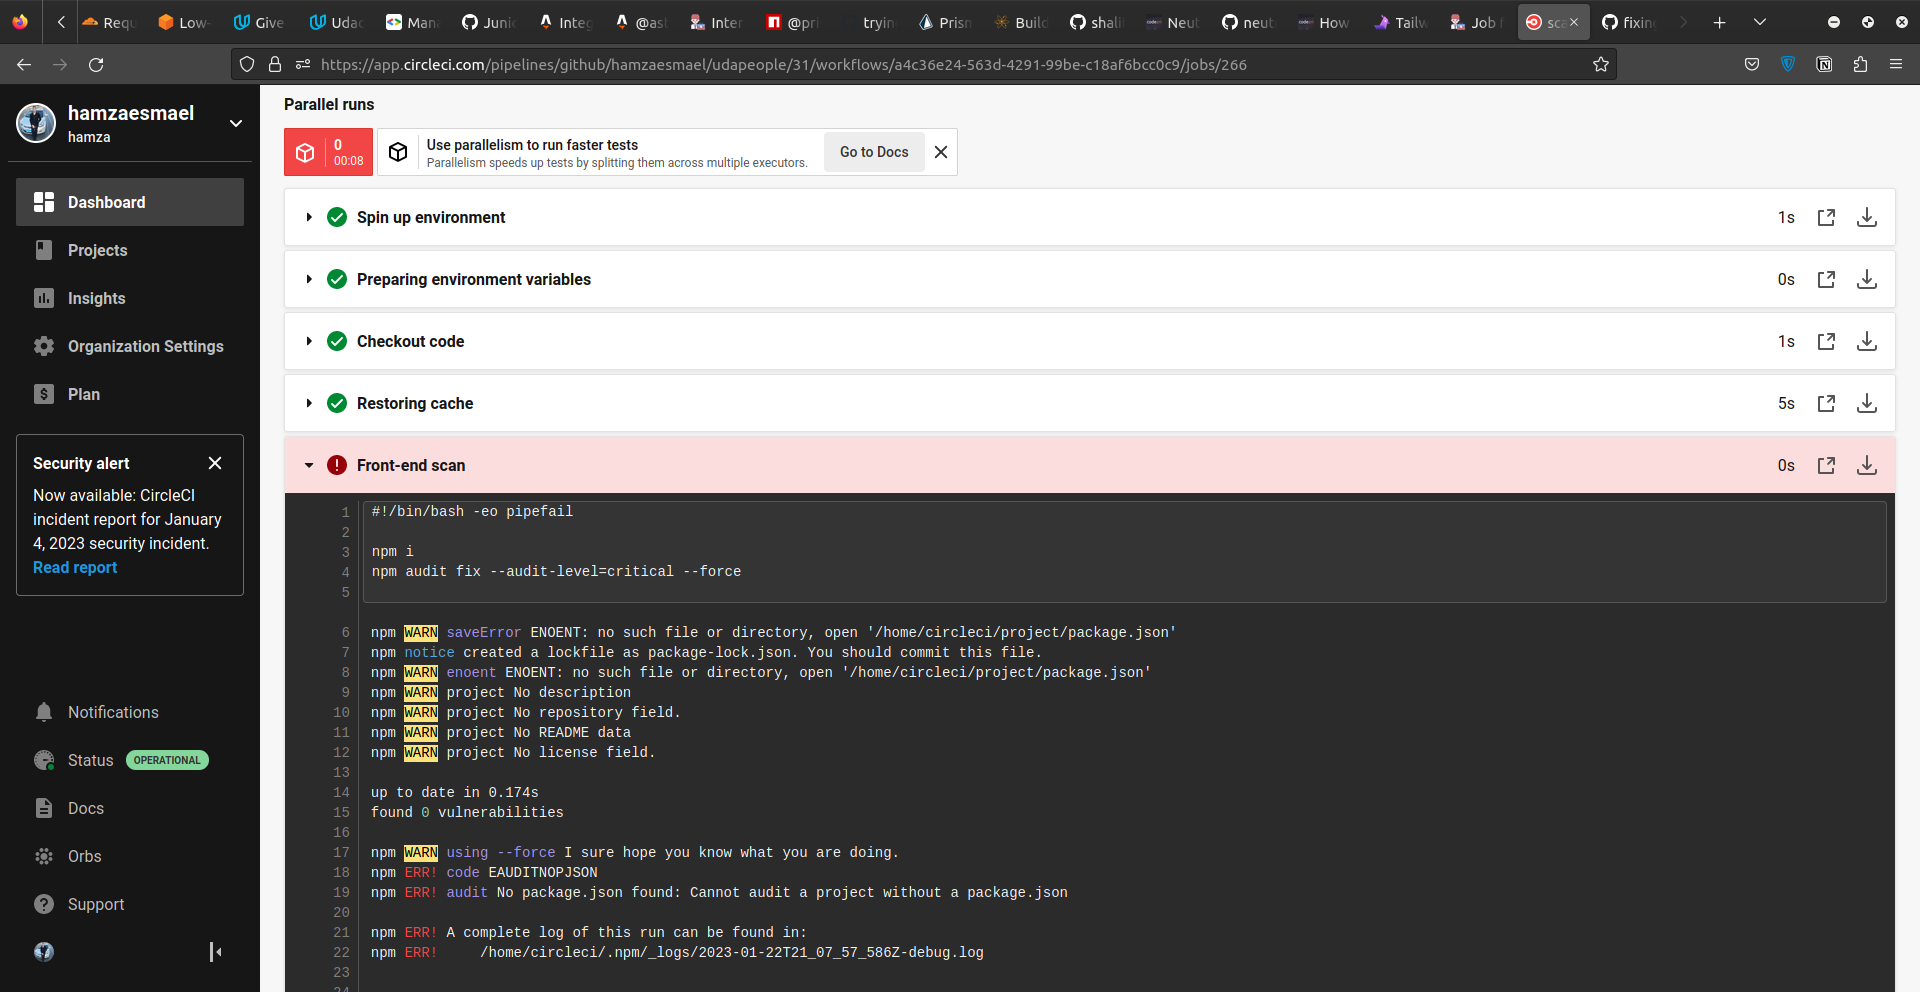 Requ
Low-
Give
Udac
Mana
Junio
Integ
@ast
Inter
@pri
tryin
Prism
Build
shali
Neut
neut
How
Tailw
Job f
sca
fixing
https://app.circleci.com/pipelines/github/hamzaesmael/udapeople/31/workflows/a4c36e24-563d-4291-99be-c18af6bcc0c9/jobs/266
hamzaesmael
hamza
Dashboard
Projects
Insights
Organization Settings
Plan
Security alert
Now available: CircleCI
incident report for January
4, 2023 security incident.
Read report
Notifications
Status OPERATIONAL
Docs
Orbs
Support
Parallel runs
0
00:08
Use parallelism to run faster tests
Parallelism speeds up tests by splitting them across multiple executors.
Go to Docs
Spin up environment 1s
Preparing environment variables 0s
Checkout code 1s
Restoring cache 5s
Front-end scan 0s
1 #!/bin/bash -eo pipefail
2
3 npm i
4 npm audit fix --audit-level=critical --force
5
6 npm WARN saveError ENOENT: no such file or directory, open '/home/circleci/project/package.json'
7 npm notice created a lockfile as package-lock.json. You should commit this file.
8 npm WARN enoent ENOENT: no such file or directory, open '/home/circleci/project/package.json'
9 npm WARN project No description
10 npm WARN project No repository field.
11 npm WARN project No README data
12 npm WARN project No license field.
13
14 up to date in 0.174s
15 found 0 vulnerabilities
16
17 npm WARN using --force I sure hope you know what you are doing.
18 npm ERR! code EAUDITNOPJSON
19 npm ERR! audit No package.json found: Cannot audit a project without a package.json
20
21 npm ERR! A complete log of this run can be found in:
22 npm ERR!     /home/circleci/.npm/_logs/2023-01-22T21_07_57_586Z-debug.log
23
24